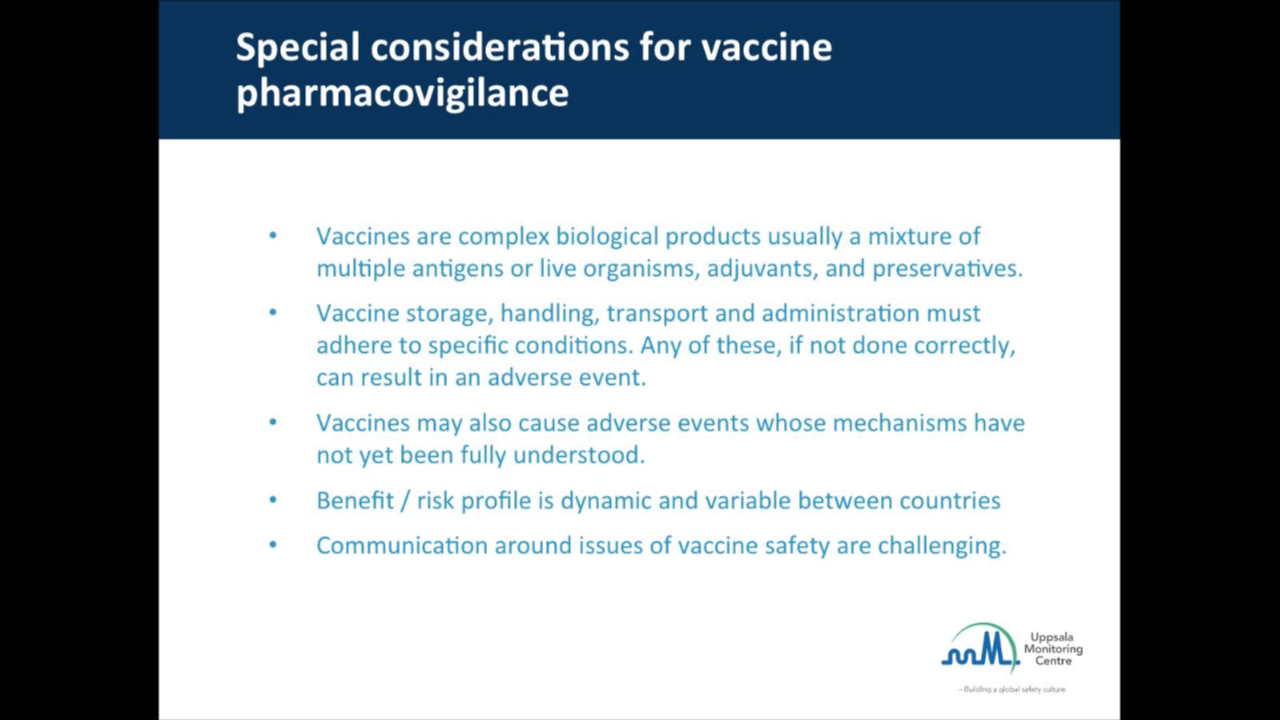 Special considerations for vaccine
pharmacovigilance
• Vaccines are complex biological products usually a mixture of
multiple antigens or live organisms, adjuvants, and preservatives.
• Vaccine storage, handling, transport and administration must
adhere to specific conditions. Any of these, if not done correctly,
can result in an adverse event.
• Vaccines may also cause adverse events whose mechanisms have
not yet been fully understood.
• Benefit / risk profile is dynamic and variable between countries
• Communication around issues of vaccine safety are challenging.
Uppsala
Monitoring
Centre
– Building a global safety culture